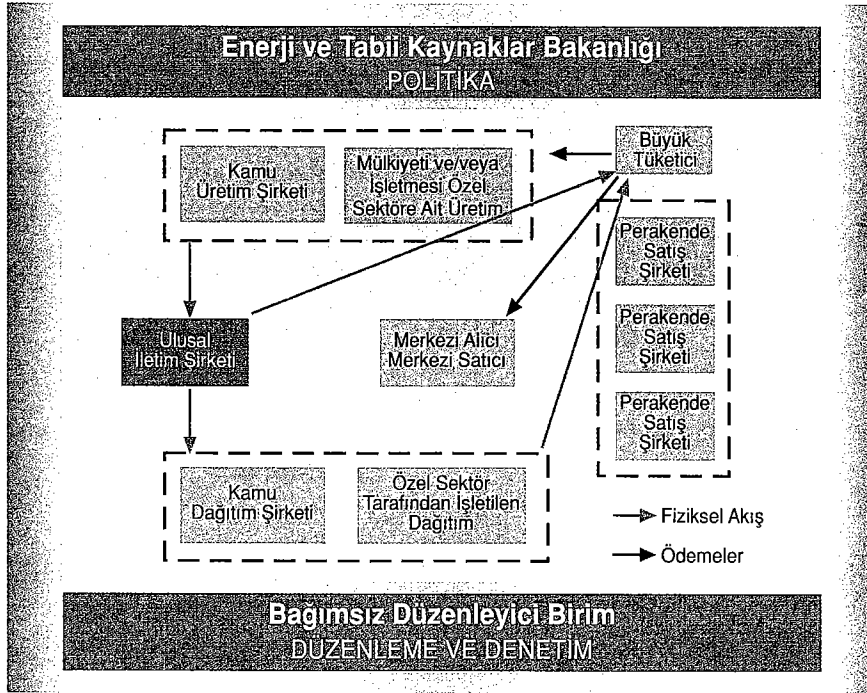 Enerji ve Tabii Kaynaklar Bakanlığı
POLİTİKA
Kamu
Üretim Şirketi
Mülkiyeti ve/veya
İşletmesi Özel
Sektöre Ait Üretim
Büyük
Tüketici
Perakende
Satış
Şirketi
Ulusal
İletim Şirketi
Merkezi Alıcı
Merkezi Satıcı
Perakende
Satış
Şirketi
Perakende
Satış
Şirketi
Kamu
Dağıtım Şirketi
Özel Sektör
Tarafından İşletilen
Dağıtım
Fiziksel Akış
Ödemeler
Bağımsız Düzenleyici Birim
DÜZENLEME VE DENETİM